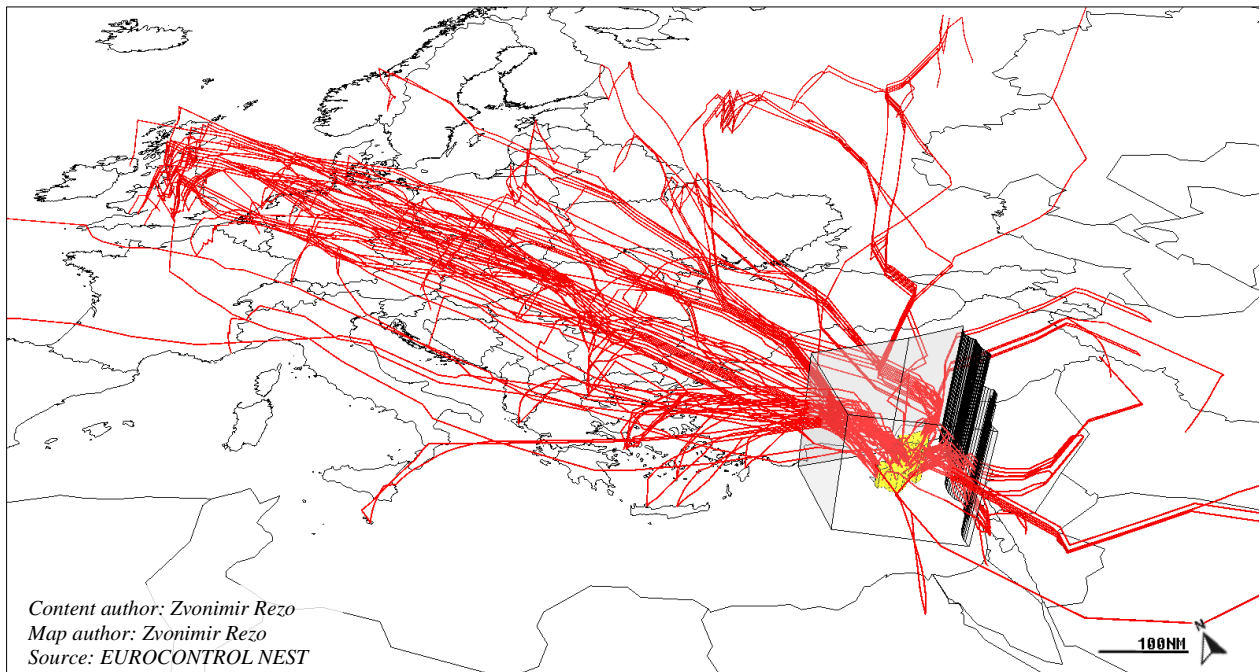 Content author: Zvonimir Rezo
Map author: Zvonimir Rezo
Source: EUROCONTROL NEST
100NM
N